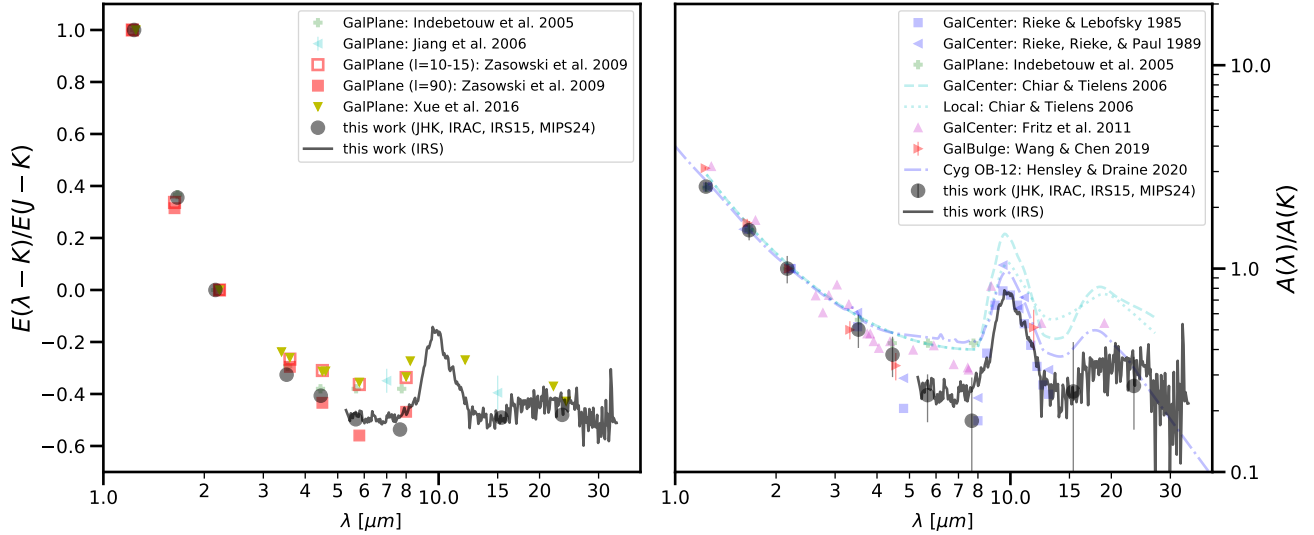 GalPlane: Indebetouw et al. 2005
GalPlane: Jiang et al. 2006
GalPlane (l=10-15): Zasowski et al. 2009
GalPlane (l=90): Zasowski et al. 2009
GalPlane: Xue et al. 2016
this work (JHK, IRAC, IRS15, MIPS24)
this work (IRS)
1.0
0.8
0.6
0.4
0.2
0.0
−0.2
−0.4
−0.6
E(λ − K)/E(J − K)
1.0
2
3
4
5
6
7
8
10.0
15
20
30
λ [μm]
GalCenter: Rieke & Lebofsky 1985
GalCenter: Rieke, Rieke, & Paul 1989
GalPlane: Indebetouw et al. 2005
GalCenter: Chiar & Tielens 2006
Local: Chiar & Tielens 2006
GalCenter: Fritz et al. 2011
GalBulge: Wang & Chen 2019
Cyg OB-12: Hensley & Draine 2020
this work (JHK, IRAC, IRS15, MIPS24)
this work (IRS)
10.0
1.0
0.1
A(λ)/A(K)
1.0
2
3
4
5
6
7
8
10.0
15
20
30
λ [μm]